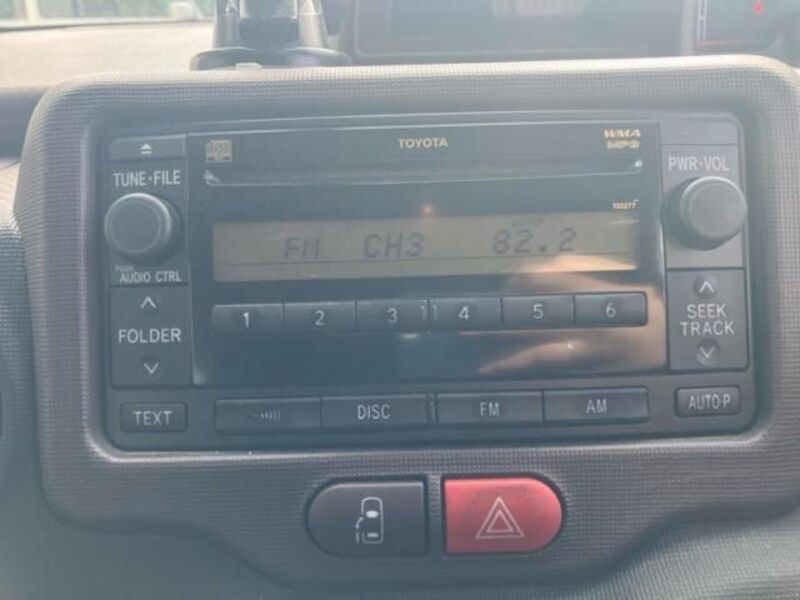 TOYOTA
WMA
MP3
TUNE·FILE
PWR·VOL
100277
FM CH3 82.2
PUSH
AUDIO CTRL
1 2 3 4 5 6
FOLDER
SEEK
TRACK
TEXT
DISC
FM
AM
AUTO·P